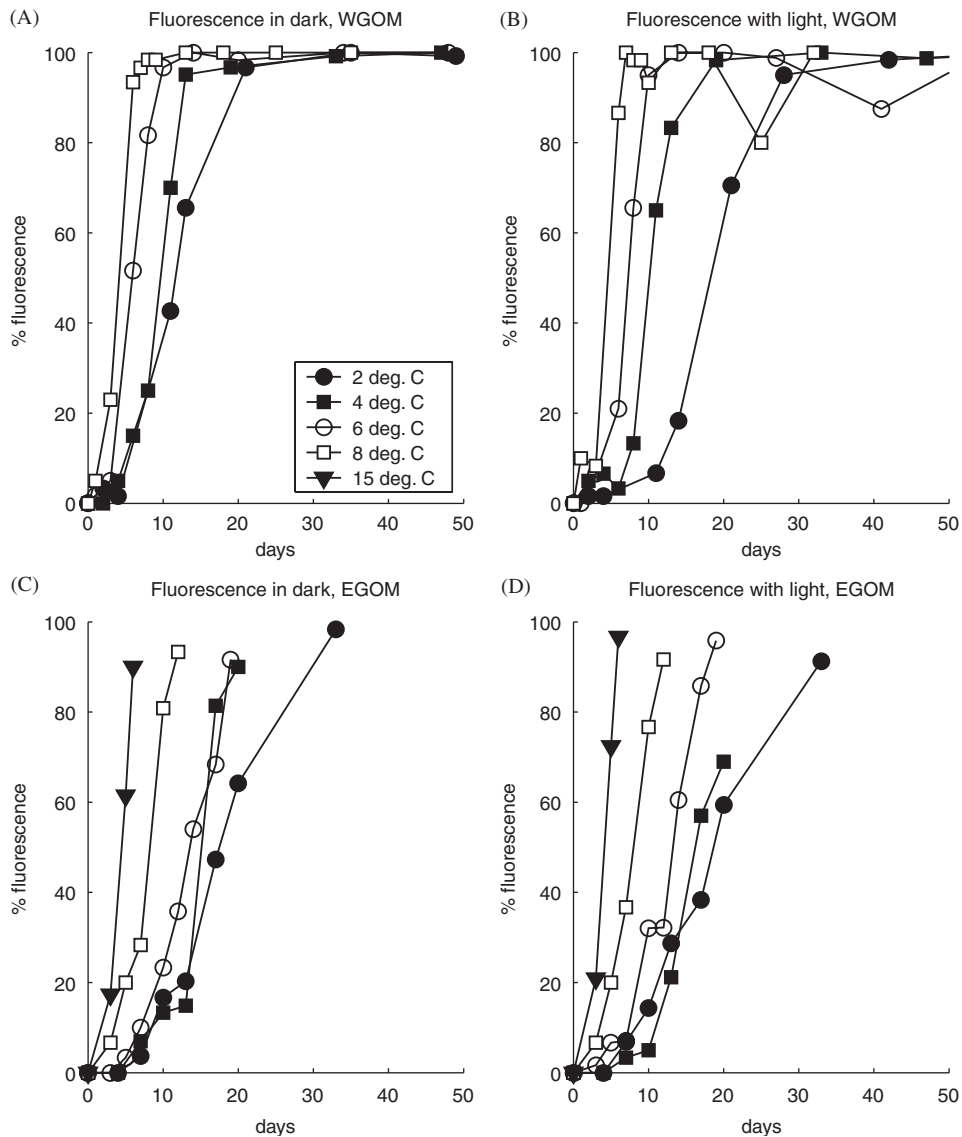 (A) Fluorescence in dark, WGOM
100
80
60
40
20
0
% fluorescence
2 deg. C
4 deg. C
6 deg. C
8 deg. C
15 deg. C
0 10 20 30 40 50
days
(B) Fluorescence with light, WGOM
100
80
60
40
20
0
% fluorescence
0 10 20 30 40 50
days
(C) Fluorescence in dark, EGOM
100
80
60
40
20
0
% fluorescence
0 10 20 30 40 50
days
(D) Fluorescence with light, EGOM
100
80
60
40
20
0
% fluorescence
0 10 20 30 40 50
days